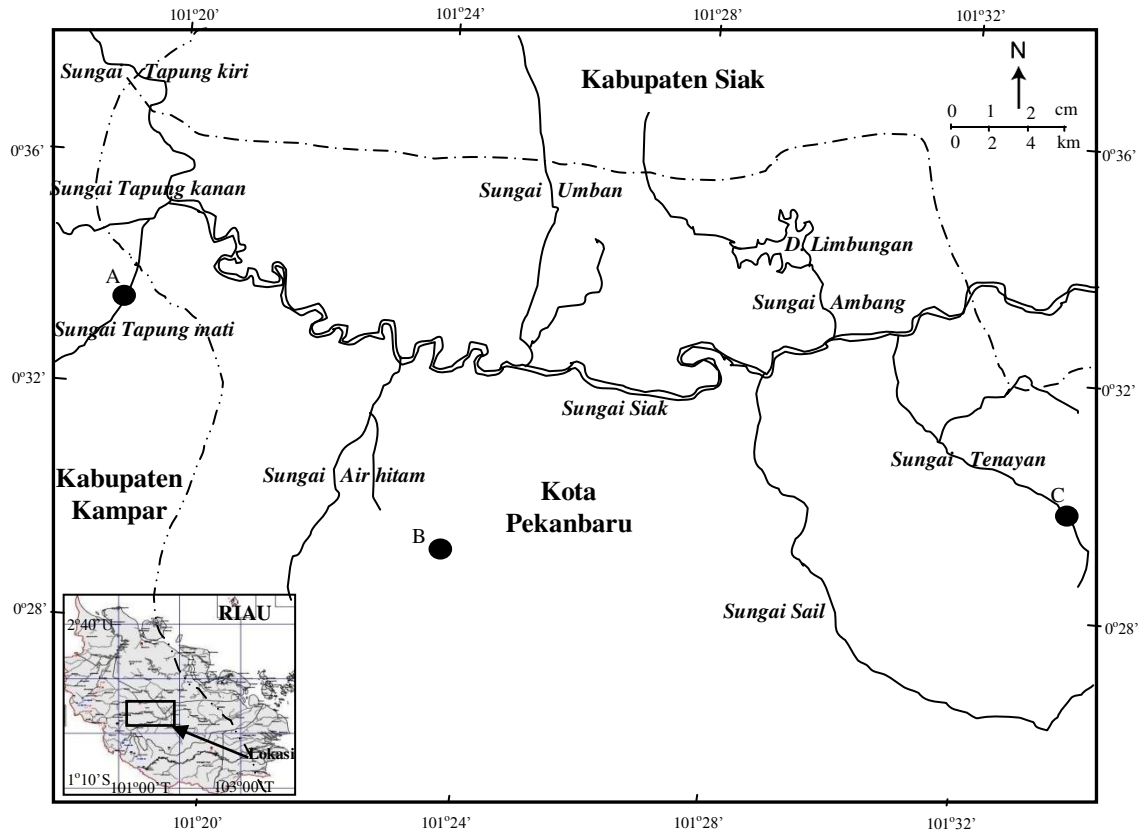 101°20’ 101°24’ 101°28’ 101°32’
Sungai Tapung kiri
Kabupaten Siak
N
0 1 2 cm
0 2 4 km
0°36’ 0°36’
Sungai Tapung kanan
Sungai Umban
D. Limbungan
A
Sungai Ambang
Sungai Tapung mati
0°32’ 0°32’
Sungai Siak
Sungai Air hitam
Sungai Tenayan
Kabupaten
Kampar
Kota
Pekanbaru
C
B
0°28’ 0°28’
Sungai Sail
RIAU
2°40’U
Lokasi
1°10’S 101°00’T 103°00’T
101°20’ 101°24’ 101°28’ 101°32’